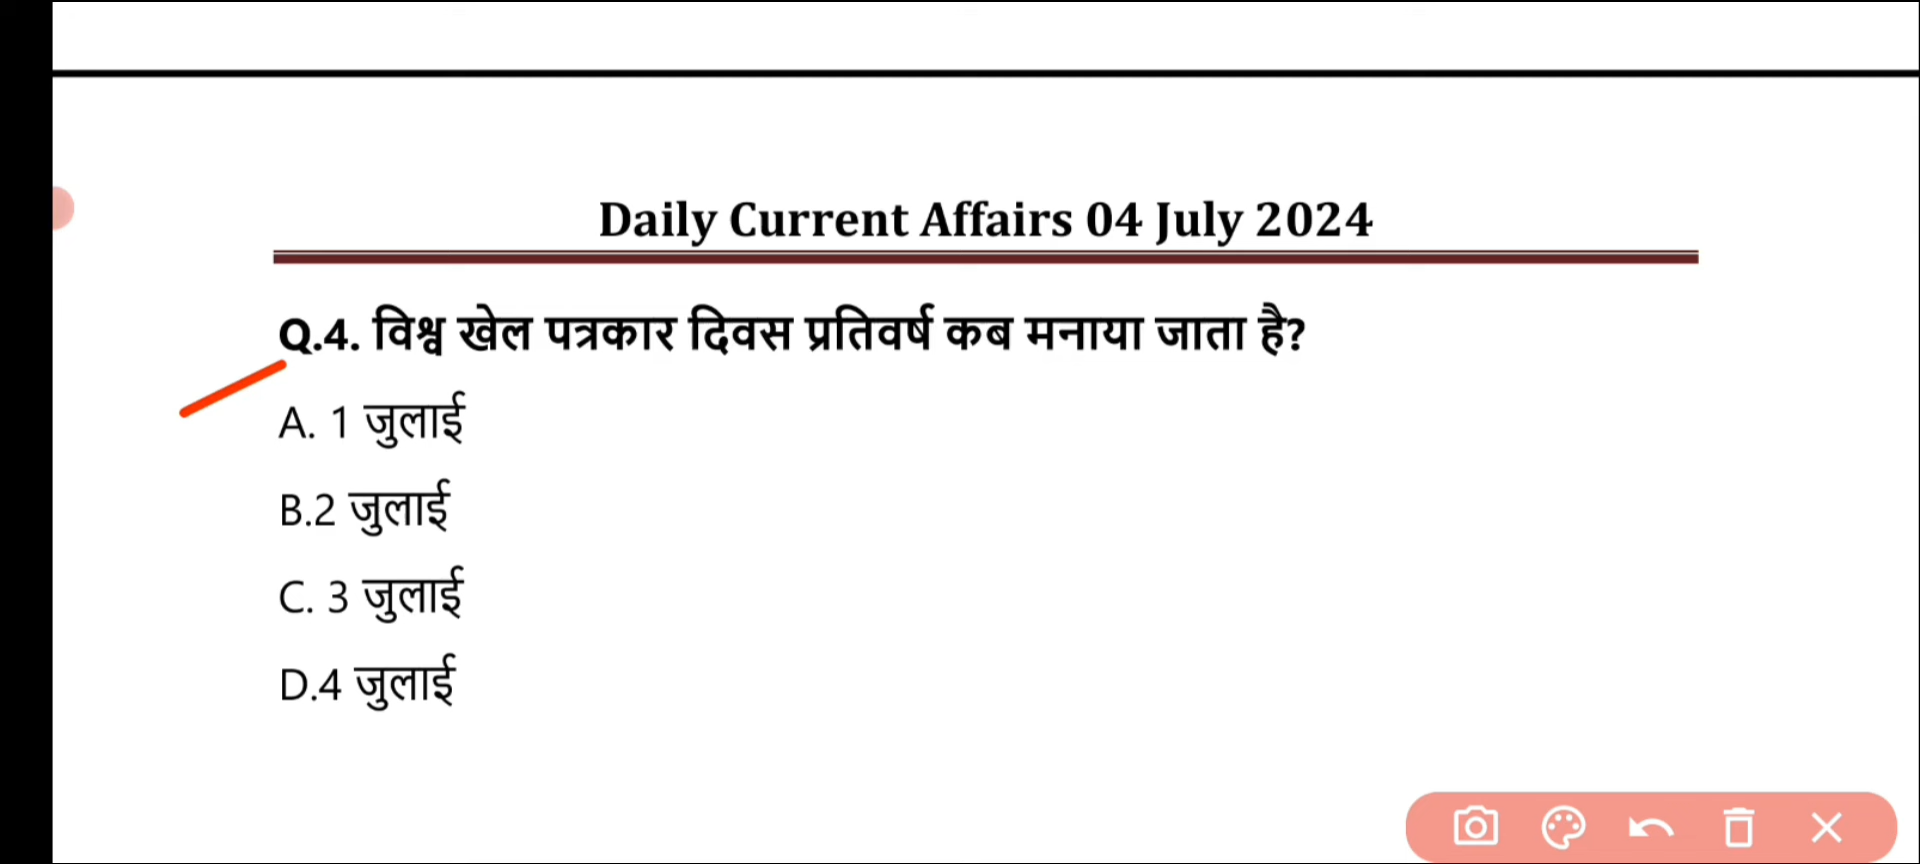 Daily Current Affairs 04 July 2024
Q.4. विश्व खेल पत्रकार दिवस प्रतिवर्ष कब मनाया जाता है?
A. 1 जुलाई
B.2 जुलाई
C. 3 जुलाई
D.4 जुलाई